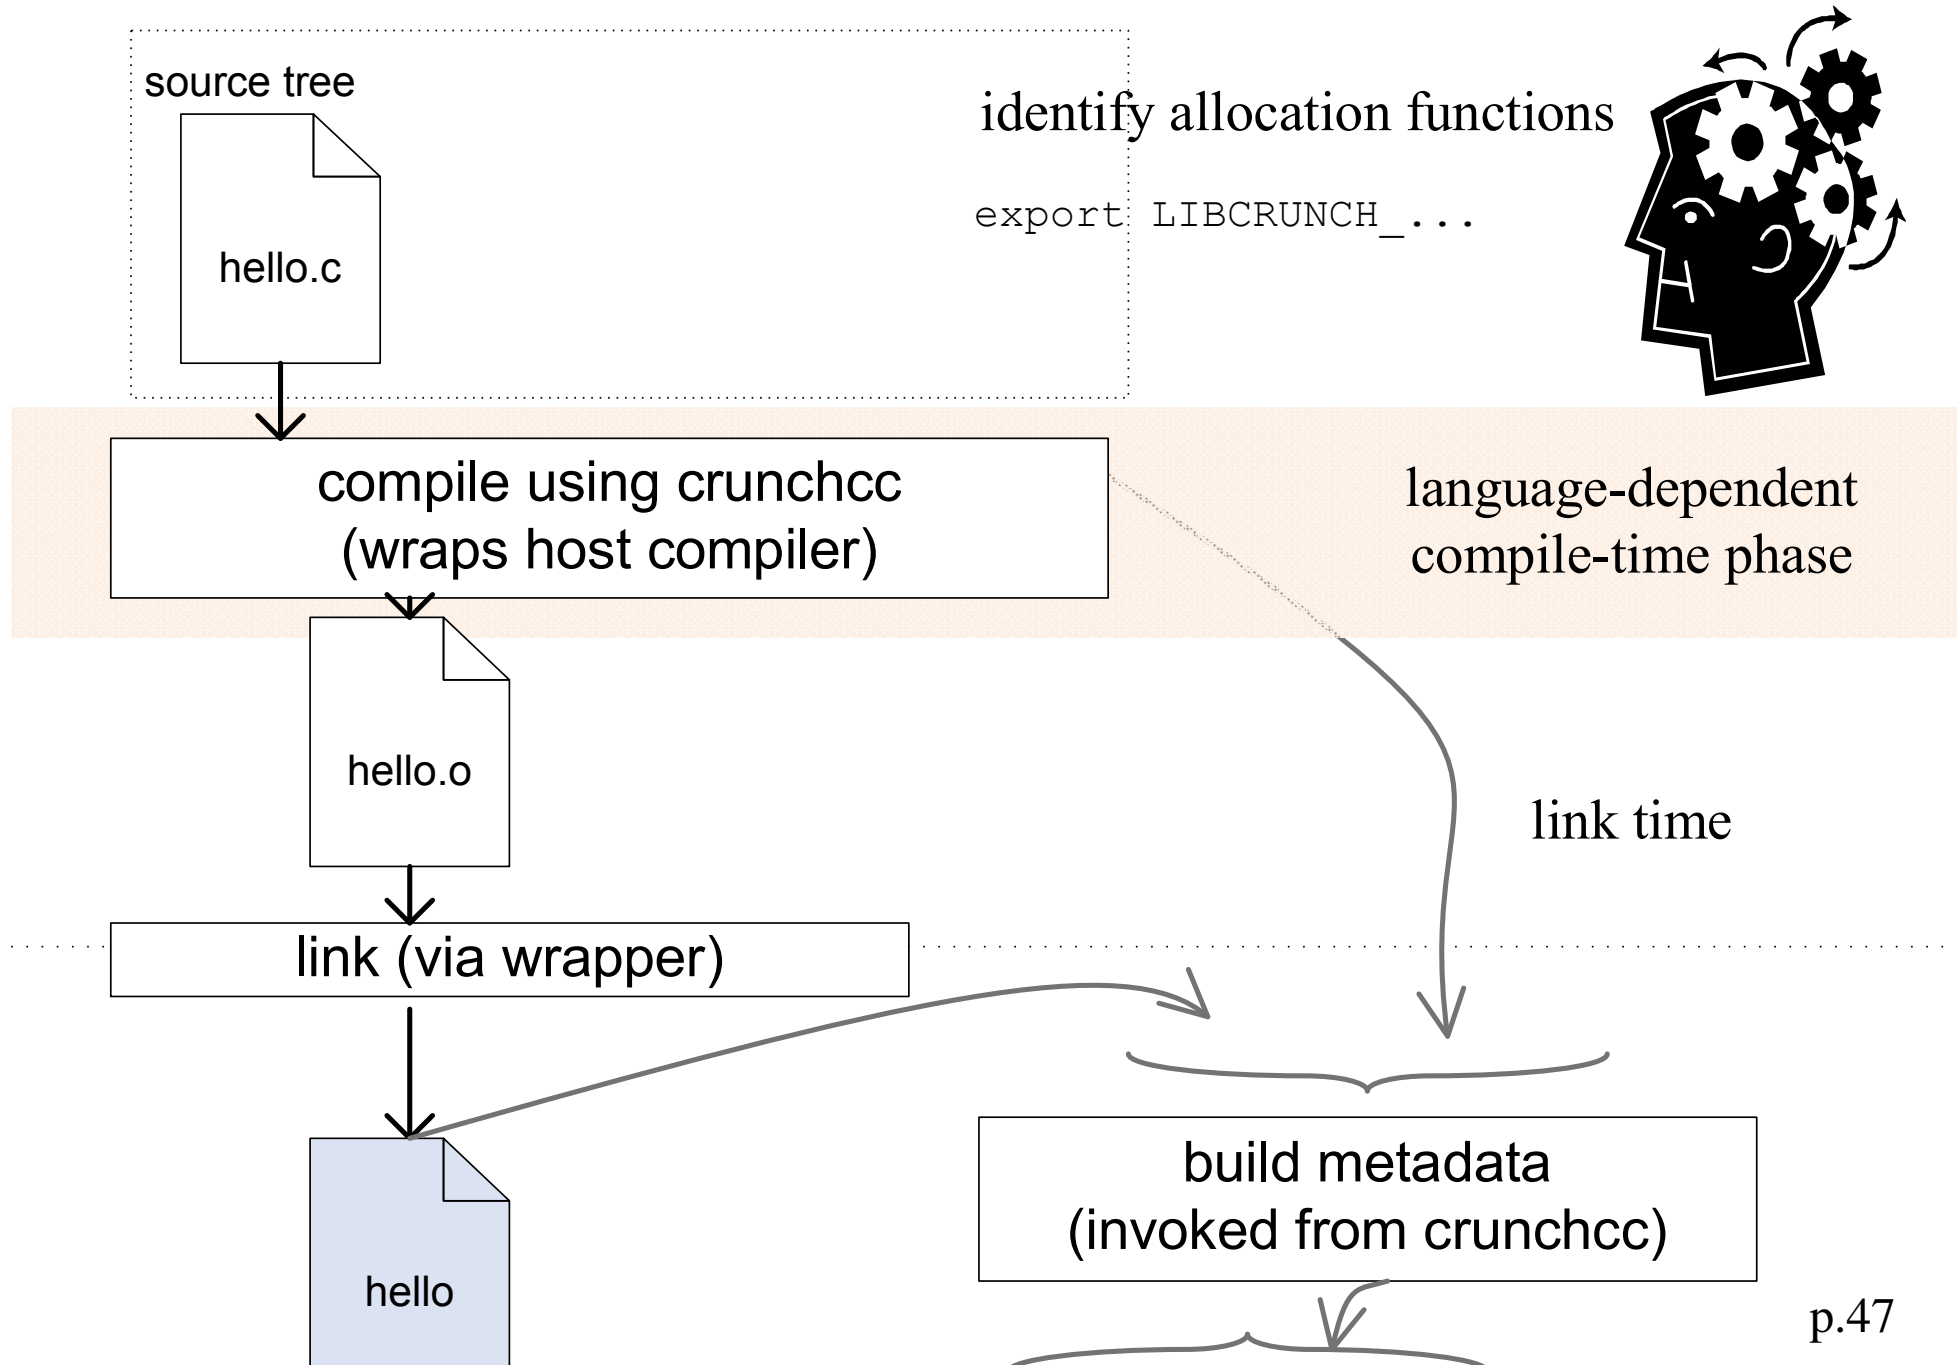 source tree
identify allocation functions
export LIBCRUNCH_...
hello.c
compile using crunchcc
(wraps host compiler)
language-dependent
compile-time phase
hello.o
link time
link (via wrapper)
build metadata
(invoked from crunchcc)
hello
p.47